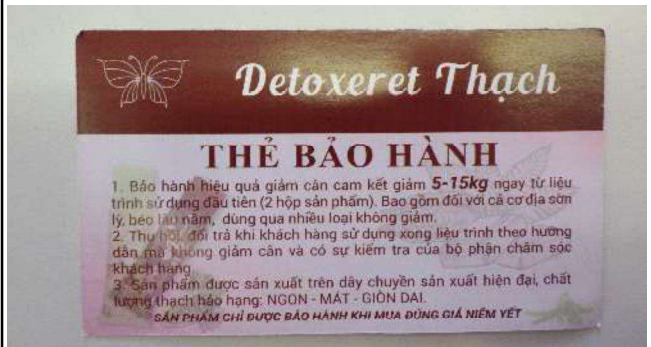 Detoxeret Thạch
THẺ BẢO HÀNH
1. Bảo hành hiệu quả giảm cân cam kết giảm 5-15kg ngay từ liệu
trình sử dụng đầu tiên (2 hộp sản phẩm). Bao gồm đối với cả cơ địa sờn
lỳ, béo lâu năm, dùng qua nhiều loại không giảm.
2. Thu hồi, đổi trả khi khách hàng sử dụng xong liệu trình theo hướng
dẫn mà không giảm cân và có sự kiểm tra của bộ phận chăm sóc
khách hàng
3. Sản phẩm được sản xuất trên dây chuyền sản xuất hiện đại, chất
lượng thạch hảo hạng: NGON - MÁT - GIÒN DAI.
SẢN PHẨM CHỈ ĐƯỢC BẢO HÀNH KHI MUA ĐÚNG GIÁ NIÊM YẾT